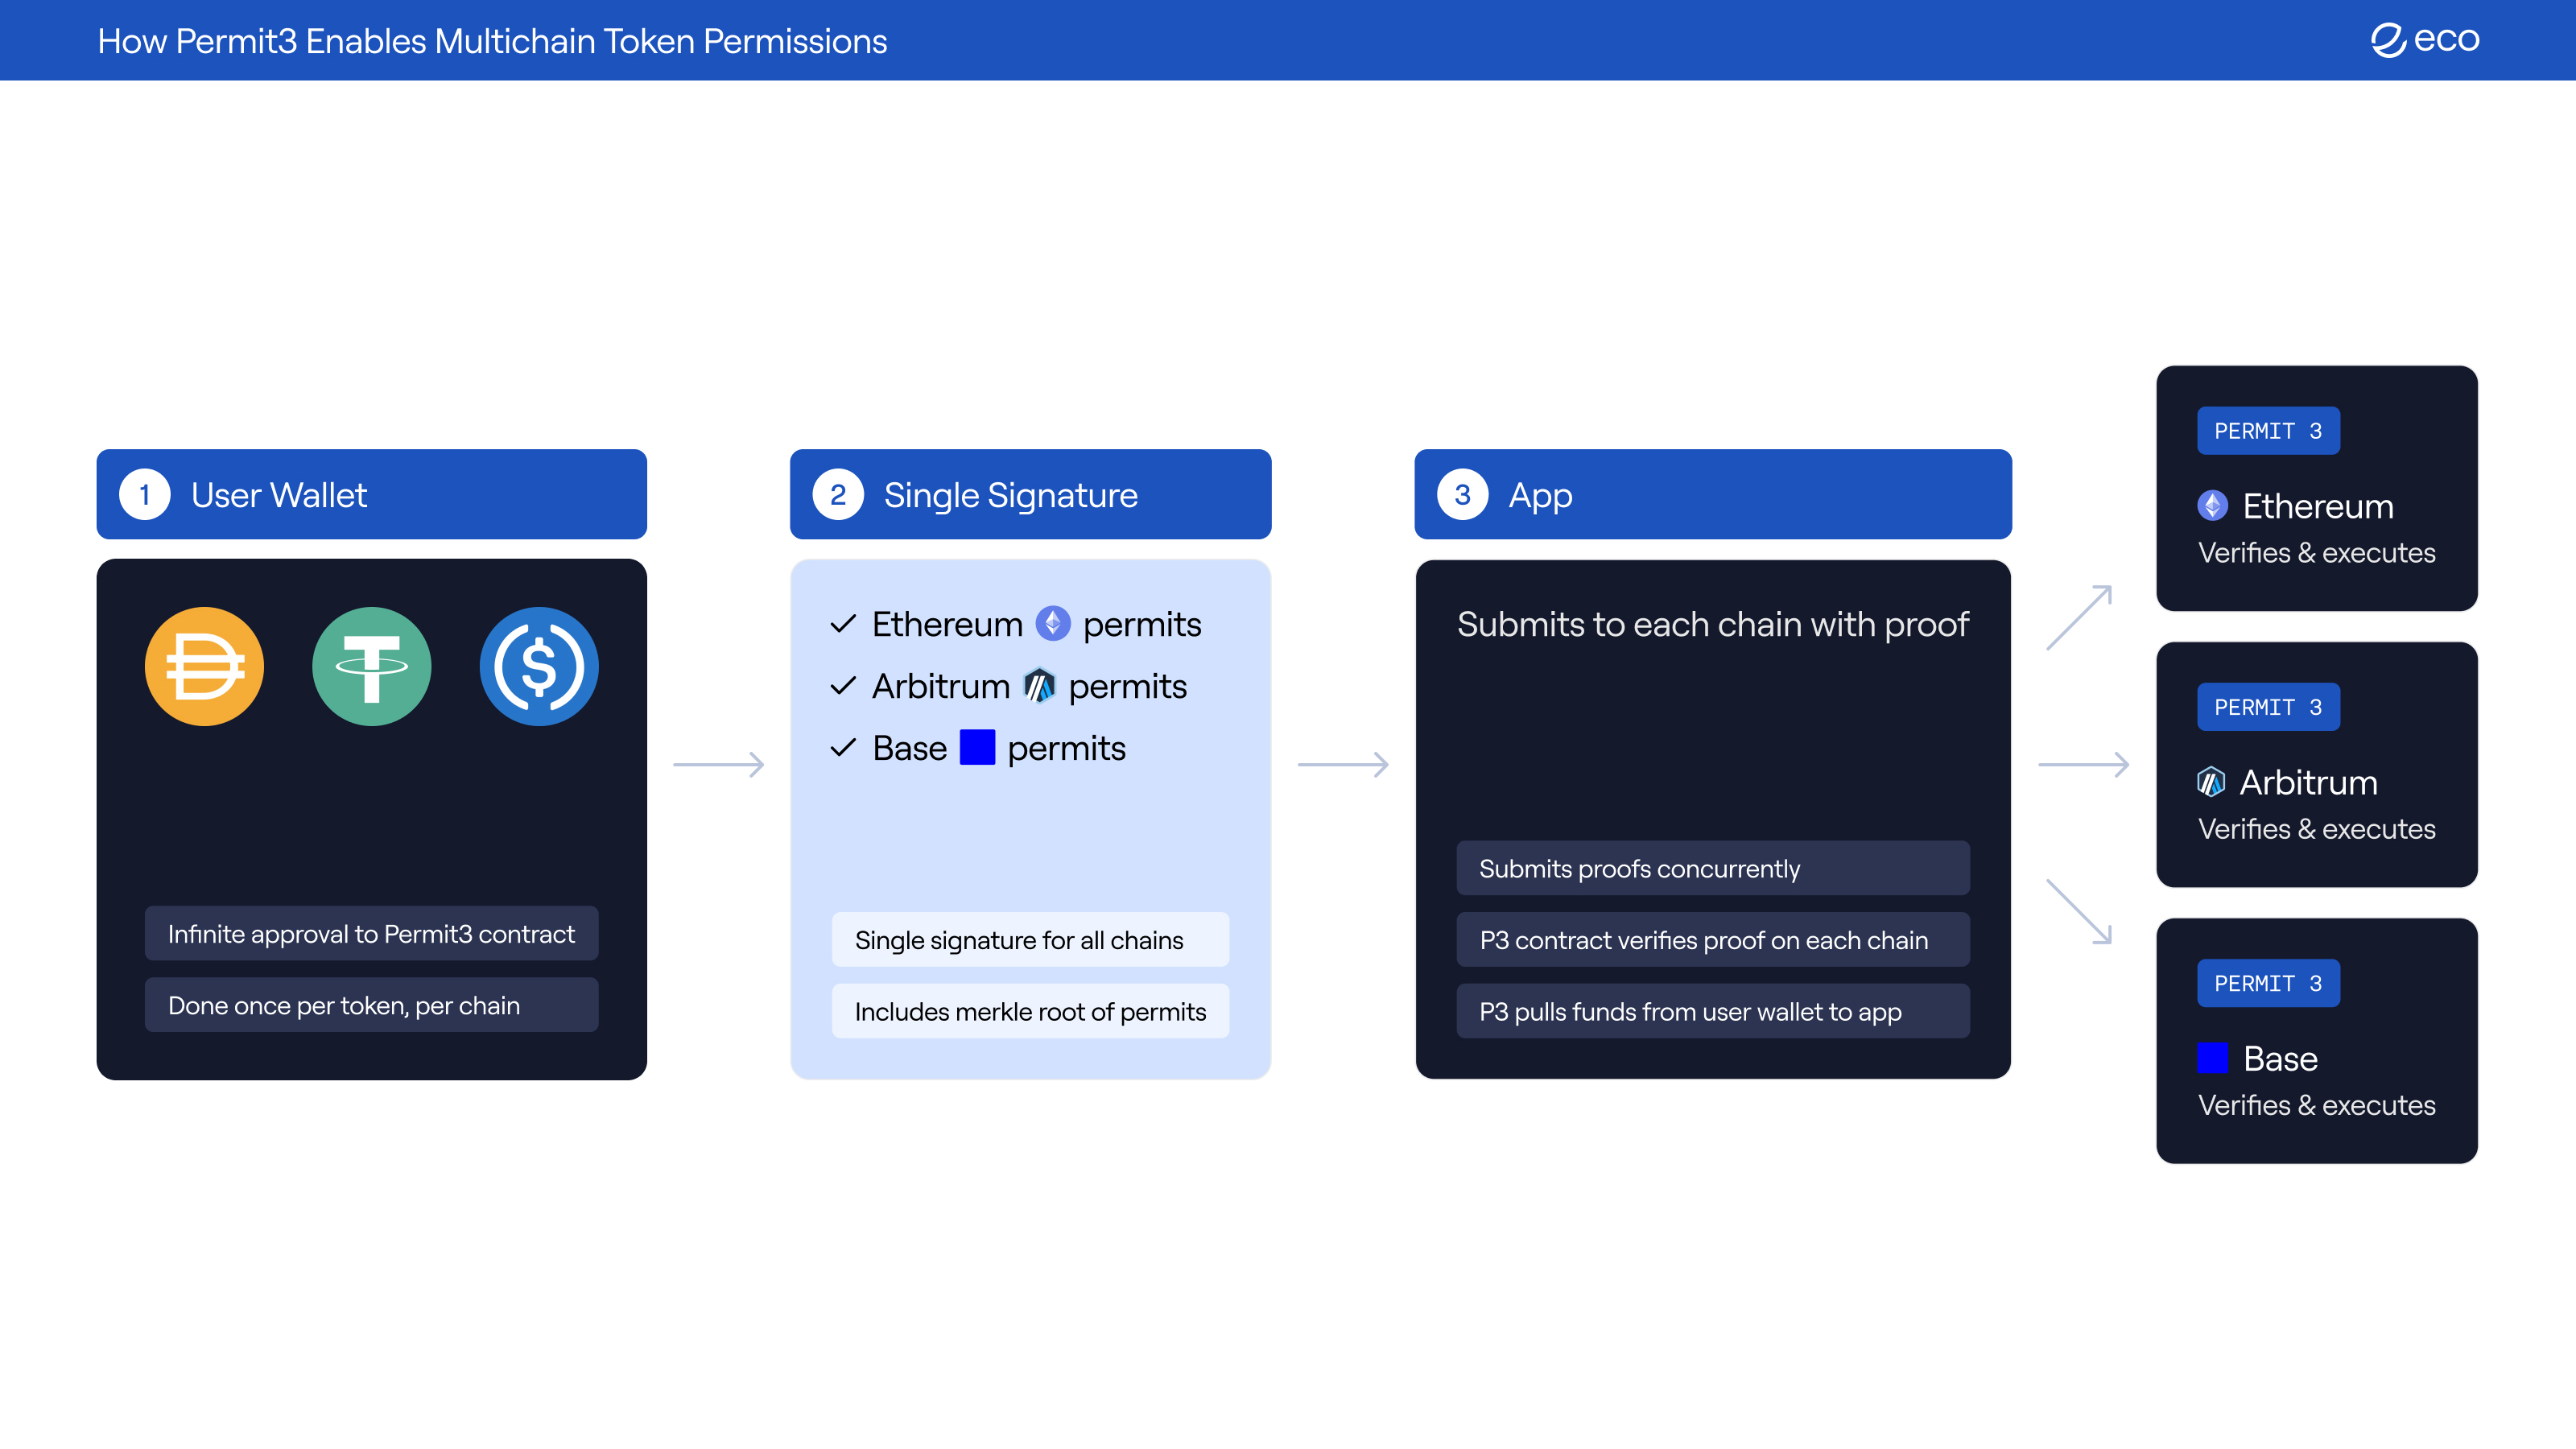 How Permit3 Enables Multichain Token Permissions
eco
1 User Wallet
Infinite approval to Permit3 contract
Done once per token, per chain
2 Single Signature
Ethereum permits
Arbitrum permits
Base permits
Single signature for all chains
Includes merkle root of permits
3 App
Submits to each chain with proof
Submits proofs concurrently
P3 contract verifies proof on each chain
P3 pulls funds from user wallet to app
PERMIT 3
Ethereum
Verifies & executes
PERMIT 3
Arbitrum
Verifies & executes
PERMIT 3
Base
Verifies & executes